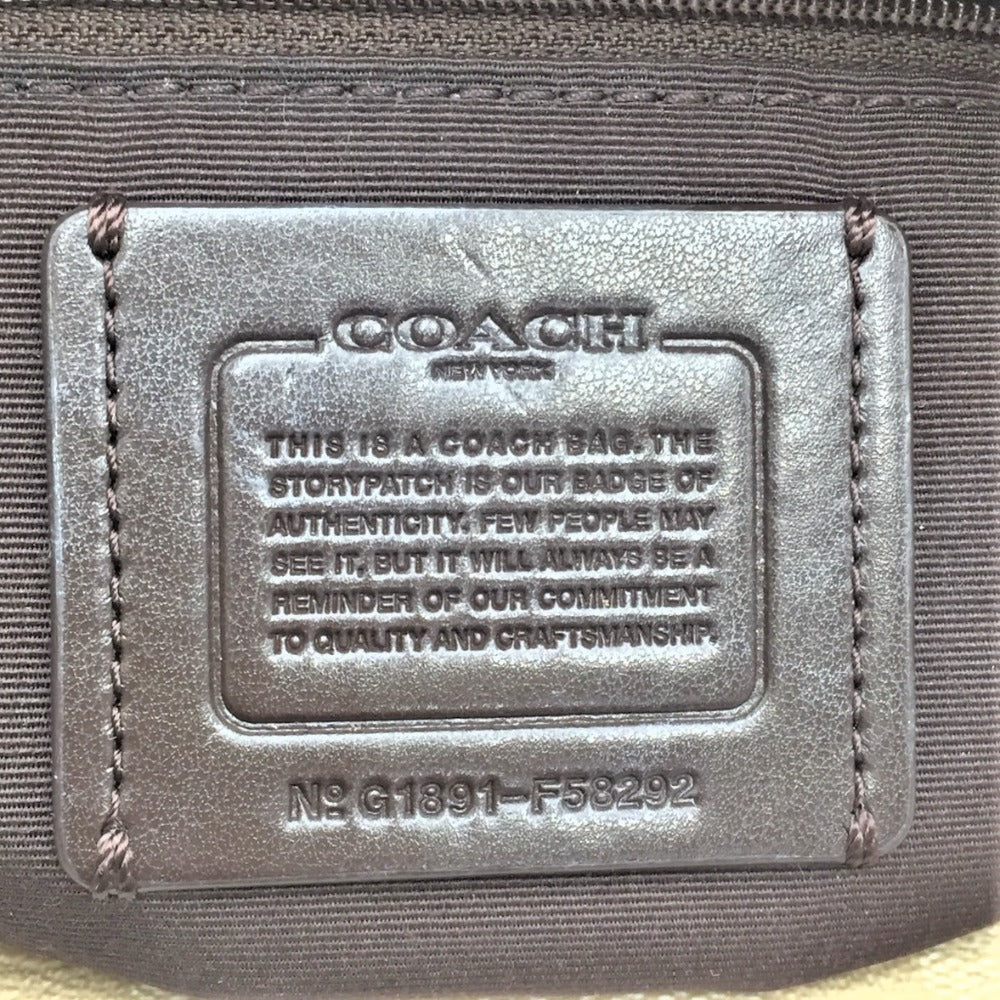 COACH
NEW YORK
THIS IS A COACH BAG. THE
STORYPATCH IS OUR BADGE OF
AUTHENTICITY. FEW PEOPLE MAY
SEE IT, BUT IT WILL ALWAYS BE A
REMINDER OF OUR COMMITMENT
TO QUALITY AND CRAFTSMANSHIP.
Nº G1891-F58292